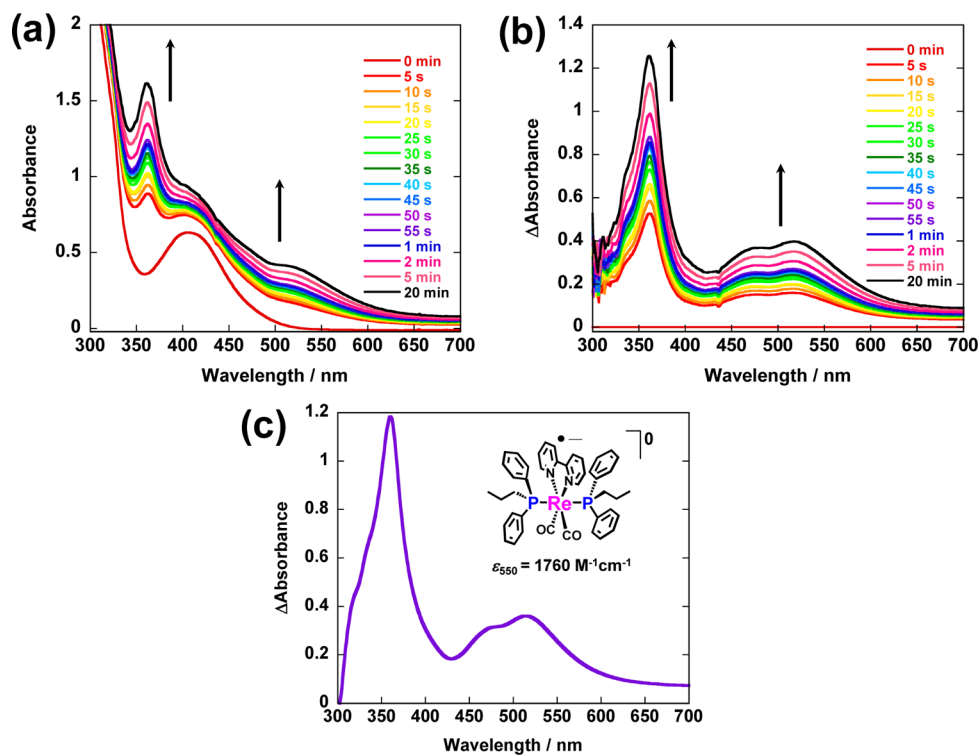 (a)
2
1.5
1
0.5
0
Absorbance
300 350 400 450 500 550 600 650 700
Wavelength / nm
0 min
5 s
10 s
15 s
20 s
25 s
30 s
35 s
40 s
45 s
50 s
55 s
1 min
2 min
5 min
20 min
(b)
1.4
1.2
1
0.8
0.6
0.4
0.2
0
ΔAbsorbance
300 350 400 450 500 550 600 650 700
Wavelength / nm
0 min
5 s
10 s
15 s
20 s
25 s
30 s
35 s
40 s
45 s
50 s
55 s
1 min
2 min
5 min
20 min
(c)
1.2
1
0.8
0.6
0.4
0.2
0
ΔAbsorbance
300 350 400 450 500 550 600 650 700
Wavelength / nm
• —
0
N N
P Re P
OC CO
ε550 = 1760 M-1cm-1